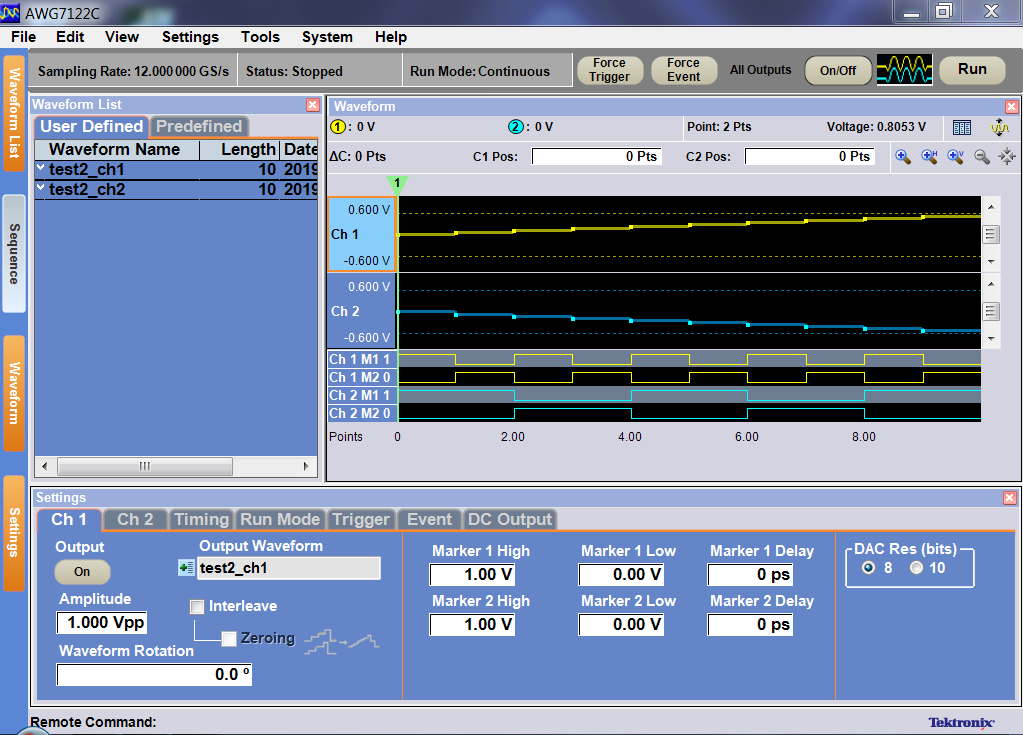 AWG7122C
File Edit View Settings Tools System Help
Sampling Rate: 12.000 000 GS/s Status: Stopped Run Mode: Continuous Force Trigger Force Event All Outputs On/Off Run
Waveform List
Sequence
Waveform
Settings
Waveform List
User Defined Predefined
Waveform Name Length Date
test2_ch1 10 2019
test2_ch2 10 2019
Waveform
1 : 0 V 2 : 0 V Point: 2 Pts Voltage: 0.8053 V
ΔC: 0 Pts C1 Pos: 0 Pts C2 Pos: 0 Pts
1
0.600 V
Ch 1
-0.600 V
0.600 V
Ch 2
-0.600 V
Ch 1 M1 1
Ch 1 M2 0
Ch 2 M1 1
Ch 2 M2 0
Points 0 2.00 4.00 6.00 8.00
Settings
Ch 1 Ch 2 Timing Run Mode Trigger Event DC Output
Output
On
Output Waveform
test2_ch1
Amplitude
1.000 Vpp
Interleave
Zeroing
Waveform Rotation
0.0 °
Marker 1 High Marker 1 Low Marker 1 Delay
1.00 V 0.00 V 0 ps
Marker 2 High Marker 2 Low Marker 2 Delay
1.00 V 0.00 V 0 ps
DAC Res (bits)
8 10
Remote Command:
Tektronix